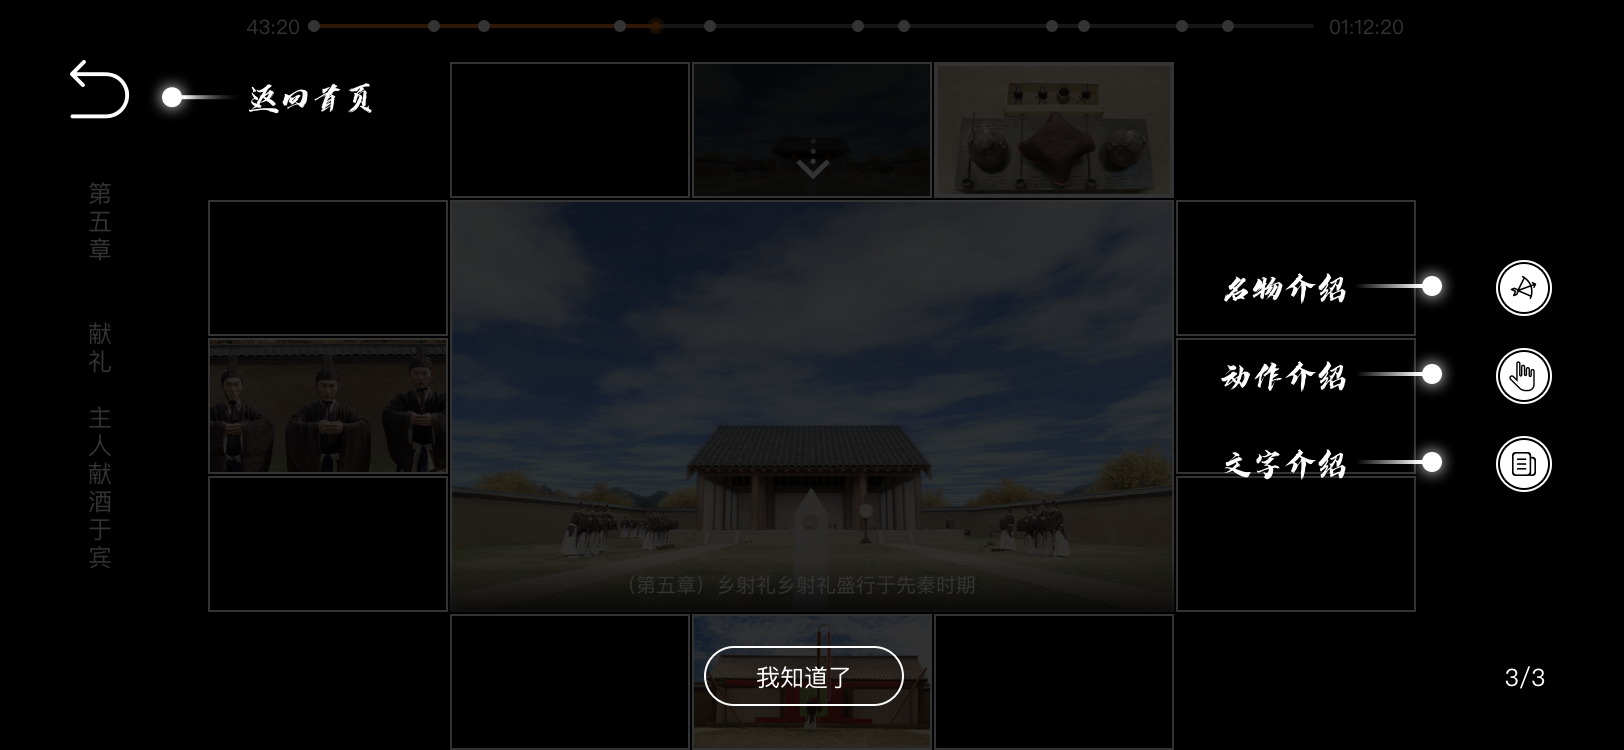 43:20
01:12:20
返回首页
第五章 献礼 主人献酒于宾
名物介绍
动作介绍
文字介绍
（第五章）乡射礼乡射礼盛行于先秦时期
我知道了
3/3